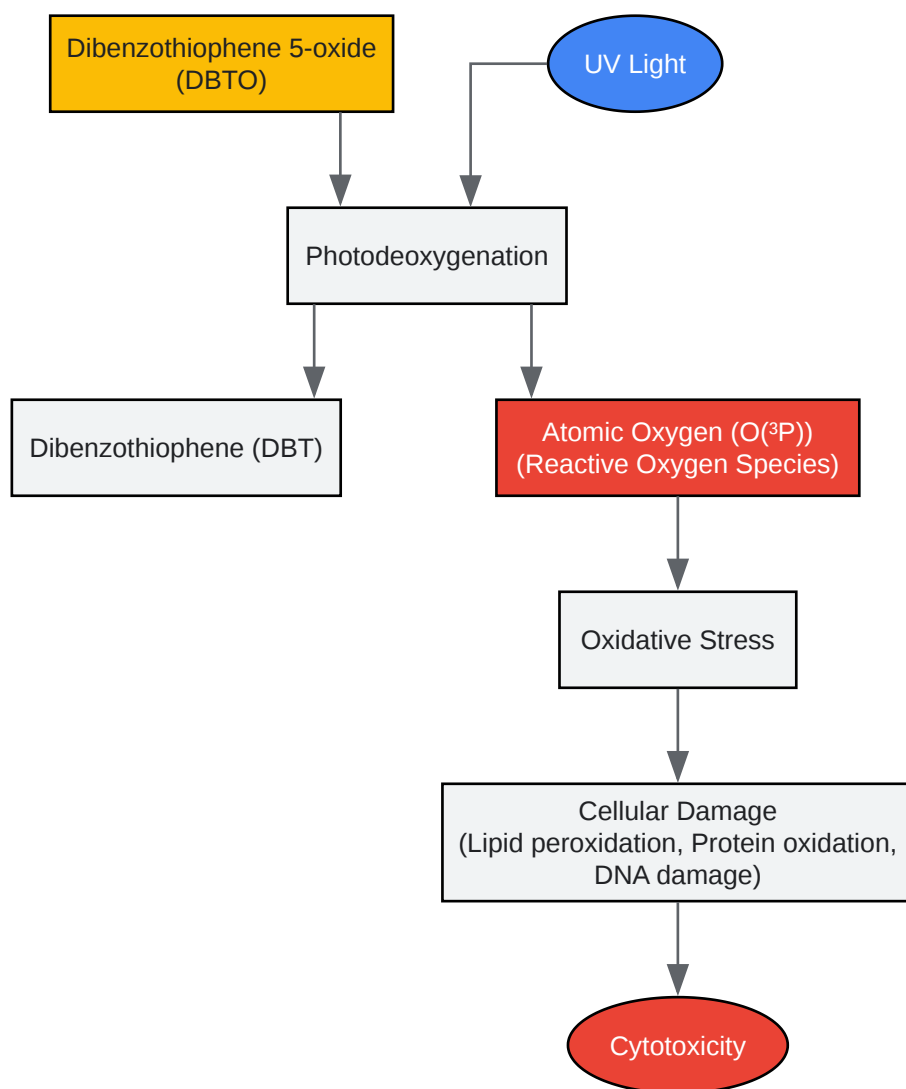 Dibenzothiophene 5-oxide
(DBTO)
UV Light
Photodeoxygenation
Dibenzothiophene (DBT)
Atomic Oxygen (O(³P))
(Reactive Oxygen Species)
Oxidative Stress
Cellular Damage
(Lipid peroxidation, Protein oxidation,
DNA damage)
Cytotoxicity